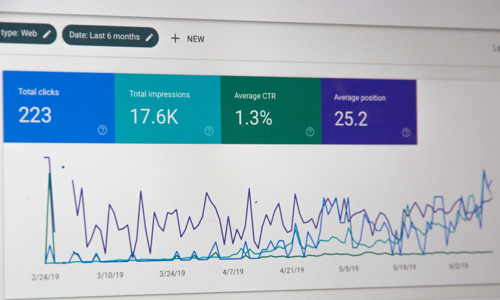 type: Web
Date: Last 6 months
+ NEW
Total clicks
223
Total impressions
17.6K
Average CTR
1.3%
Average position
25.2
2/24/19
3/10/19
3/24/19
4/7/19
4/21/19
5/5/19
5/19/19
6/2/19